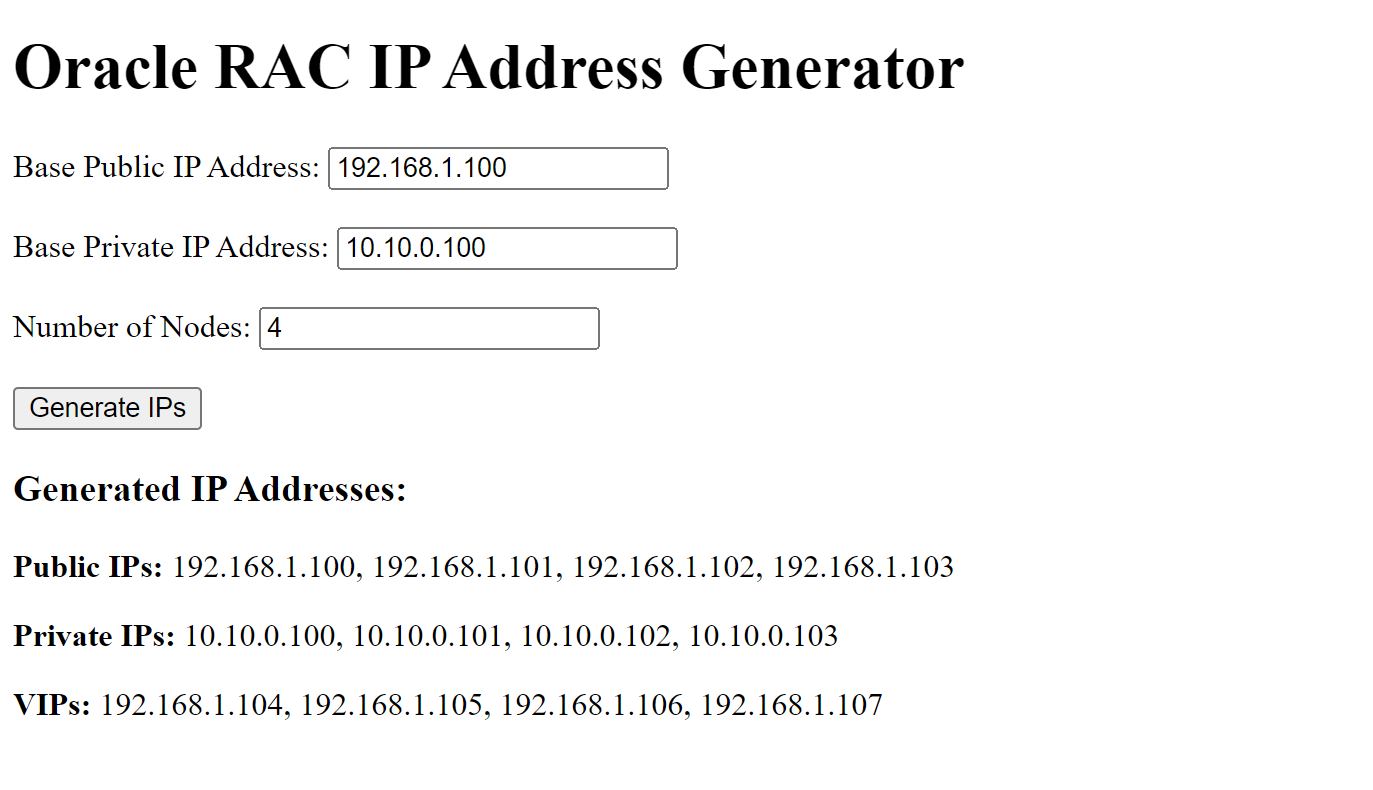 Oracle RAC IP Address Generator
Base Public IP Address: 192.168.1.100
Base Private IP Address: 10.10.0.100
Number of Nodes: 4
Generate IPs
Generated IP Addresses:
Public IPs: 192.168.1.100, 192.168.1.101, 192.168.1.102, 192.168.1.103
Private IPs: 10.10.0.100, 10.10.0.101, 10.10.0.102, 10.10.0.103
VIPs: 192.168.1.104, 192.168.1.105, 192.168.1.106, 192.168.1.107